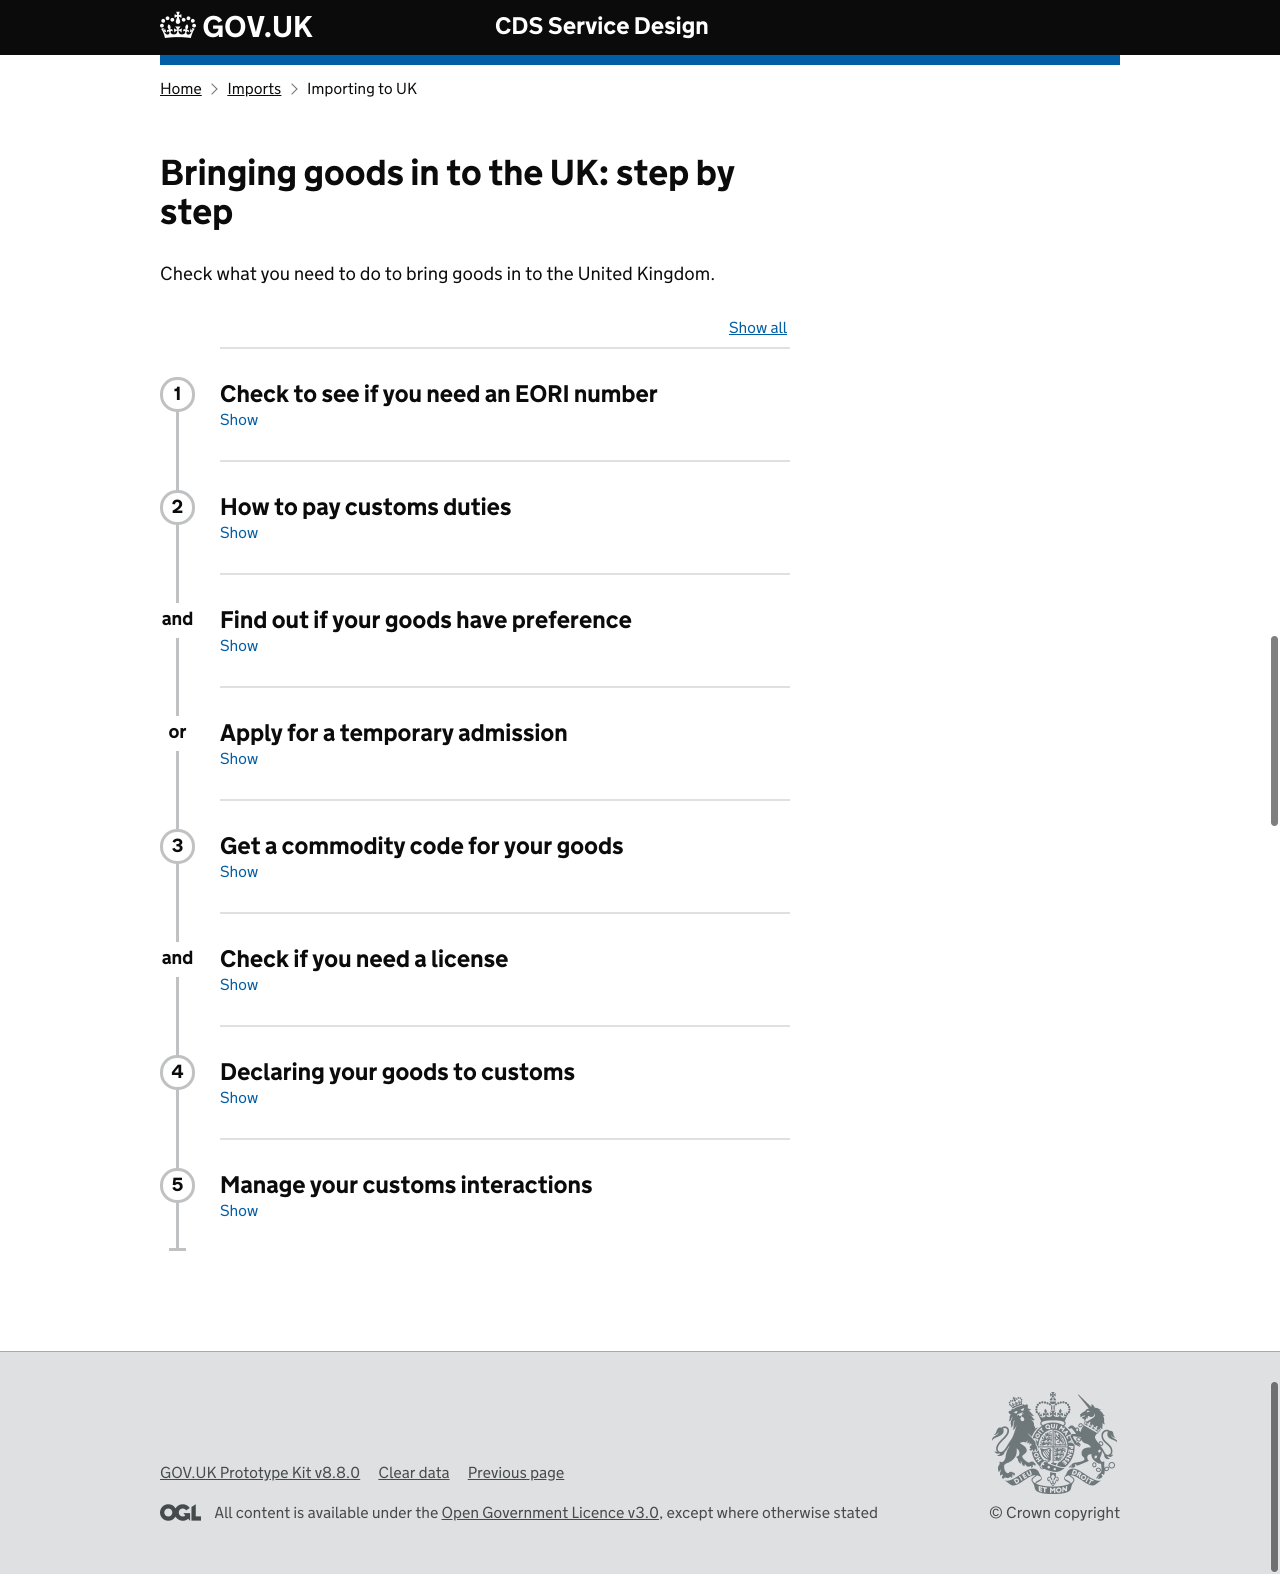 GOV.UK
CDS Service Design
Home
Imports
Importing to UK
Bringing goods in to the UK: step by
step
Check what you need to do to bring goods in to the United Kingdom.
Show all
1
Check to see if you need an EORI number
Show
2
How to pay customs duties
Show
and
Find out if your goods have preference
Show
or
Apply for a temporary admission
Show
3
Get a commodity code for your goods
Show
and
Check if you need a license
Show
4
Declaring your goods to customs
Show
5
Manage your customs interactions
Show
GOV.UK Prototype Kit v8.8.0
Clear data
Previous page
OGL
All content is available under the Open Government Licence v3.0, except where otherwise stated
© Crown copyright